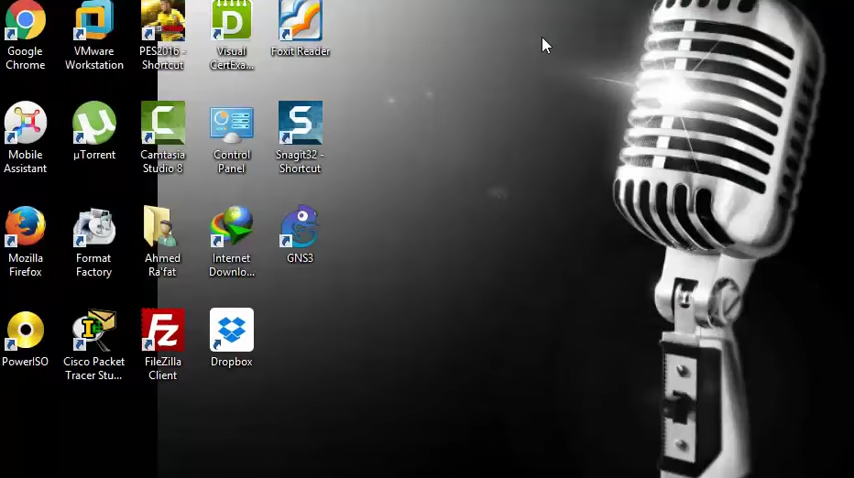 Google
Chrome
VMware
Workstation
PES2016 -
Shortcut
Visual
CertExa...
Foxit Reader
Mobile
Assistant
µTorrent
Camtasia
Studio 8
Control
Panel
Snagit32 -
Shortcut
Mozilla
Firefox
Format
Factory
Ahmed
Ra'fat
Internet
Downlo...
GNS3
PowerISO
Cisco Packet
Tracer Stu...
FileZilla
Client
Dropbox